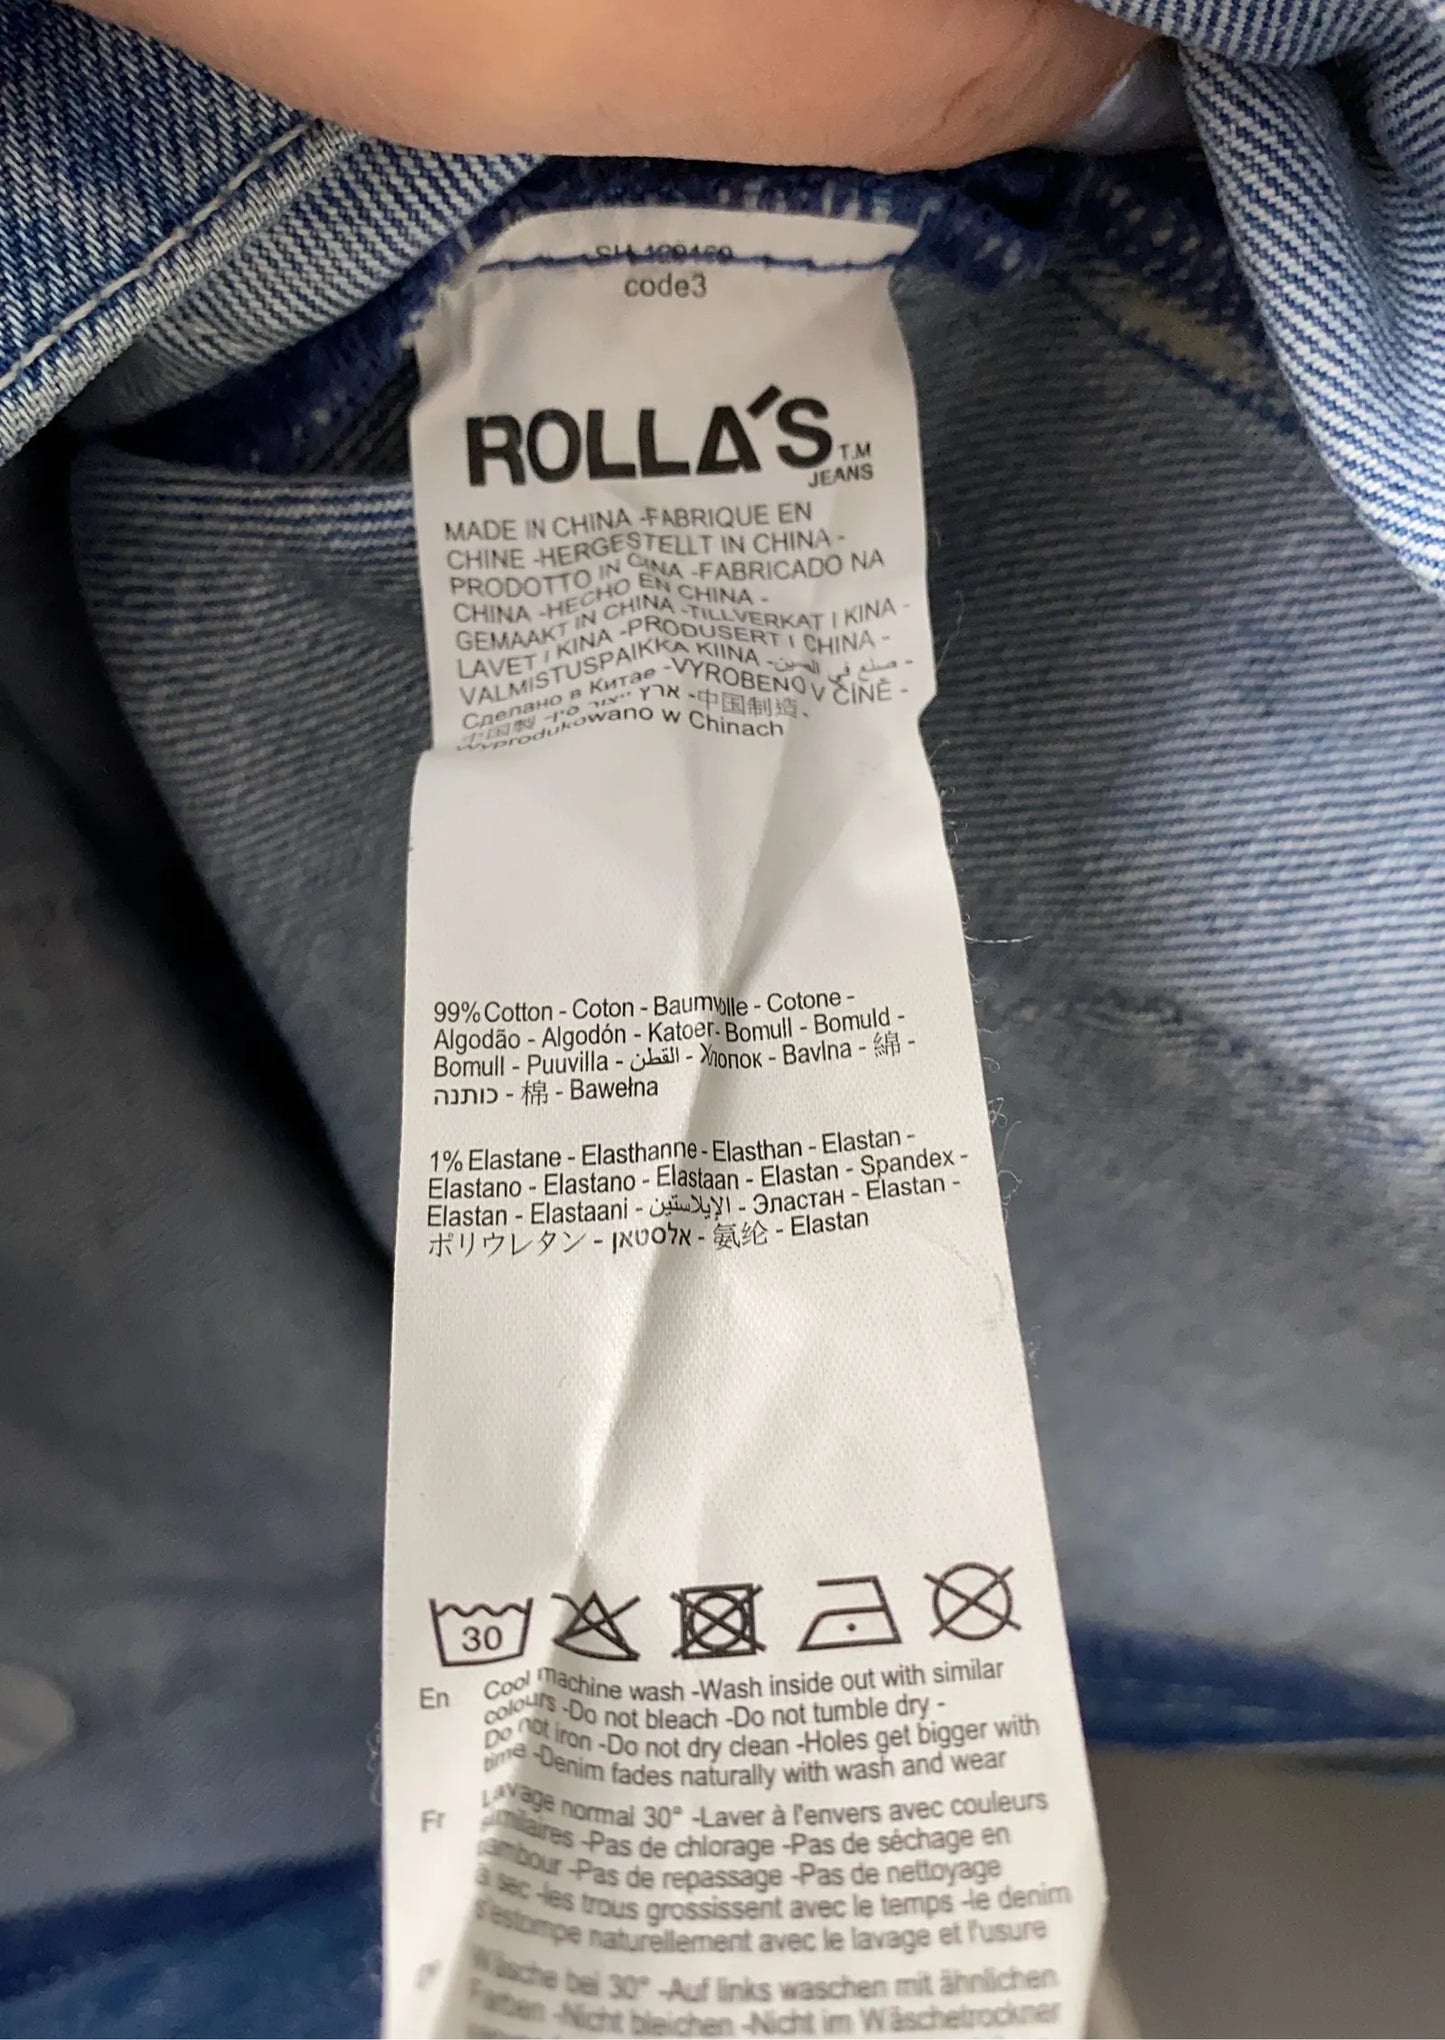 code3
ROLLA'S
T.M
JEANS
MADE IN CHINA -FABRIQUE EN
CHINE -HERGESTELLT IN CHINA -
PRODOTTO IN CINA -FABRICADO NA
CHINA -HECHO EN CHINA -
GEMAAKT IN CHINA -TILLVERKAT I KINA -
LAVET I KINA -PRODUSERT I CHINA -
VALMISTUSPAIKKA KIINA -صنع في الصين -
Сделано в Китае -VYROBENO V ČÍNĚ -
中国製 ארץ ייצור סין -中国制造、
Wyprodukowano w Chinach
99% Cotton - Coton - Baumwolle - Cotone -
Algodão - Algodón - Katoen- Bomull - Bomuld -
Bomull - Puuvilla - القطن - Хлопок - Bavlna - 綿 -
כותנה - 棉 - Bawełna
1% Elastane - Elasthanne - Elasthan - Elastan -
Elastano - Elastano - Elastaan - Elastan - Spandex -
Elastan - Elastaani - الإيلاستين - Эластан - Elastan -
ポリウレタン - אלסטאן - 氨纶 - Elastan
30
En Cool machine wash -Wash inside out with similar
colours -Do not bleach -Do not tumble dry -
Do not iron -Do not dry clean -Holes get bigger with
time -Denim fades naturally with wash and wear
Fr Lavage normal 30° -Laver à l'envers avec couleurs
similaires -Pas de chlorage -Pas de séchage en
tambour -Pas de repassage -Pas de nettoyage
à sec -les trous grossissent avec le temps -le denim
s'estompe naturellement avec le lavage et l'usure
Wäsche bei 30° -Auf links waschen mit ähnlichen
Farben -Nicht bleichen -Nicht im Wäschetrockner